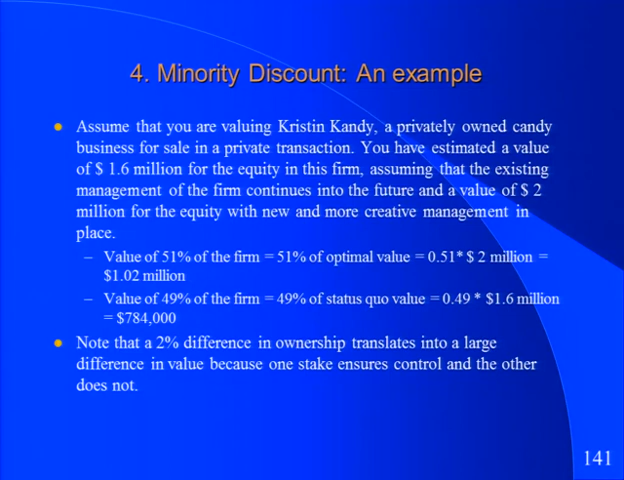 4. Minority Discount: An example
Assume that you are valuing Kristin Kandy, a privately owned candy
business for sale in a private transaction. You have estimated a value
of $ 1.6 million for the equity in this firm, assuming that the existing
management of the firm continues into the future and a value of $ 2
million for the equity with new and more creative management in
place.
– Value of 51% of the firm = 51% of optimal value = 0.51* $ 2 million =
$1.02 million
– Value of 49% of the firm = 49% of status quo value = 0.49 * $1.6 million
= $784,000
Note that a 2% difference in ownership translates into a large
difference in value because one stake ensures control and the other
does not.
141